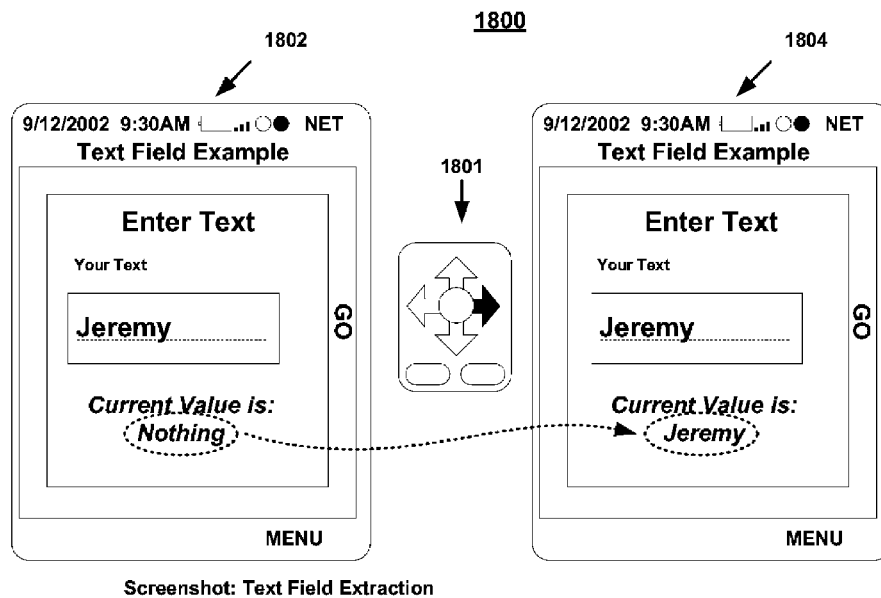 1800
1802
1804
9/12/2002 9:30AM NET
Text Field Example
Enter Text
Your Text
Jeremy
GO
Current Value is:
Nothing
MENU
1801
9/12/2002 9:30AM NET
Text Field Example
Enter Text
Your Text
Jeremy
GO
Current Value is:
Jeremy
MENU
Screenshot: Text Field Extraction